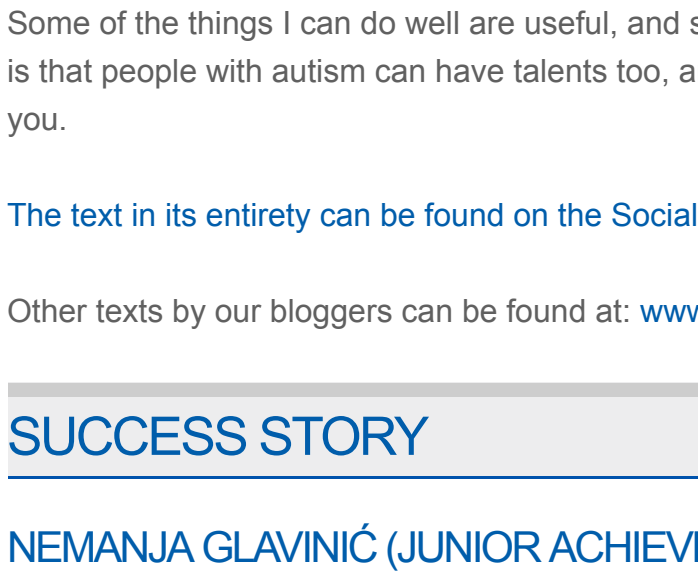 Some of the things I can do well are useful, and
is that people with autism can have talents too,
you.
The text in its entirety can be found on the Social
Other texts by our bloggers can be found at:
SUCCESS STORY
NEMANJA GLAVINIĆ (JUNIOR